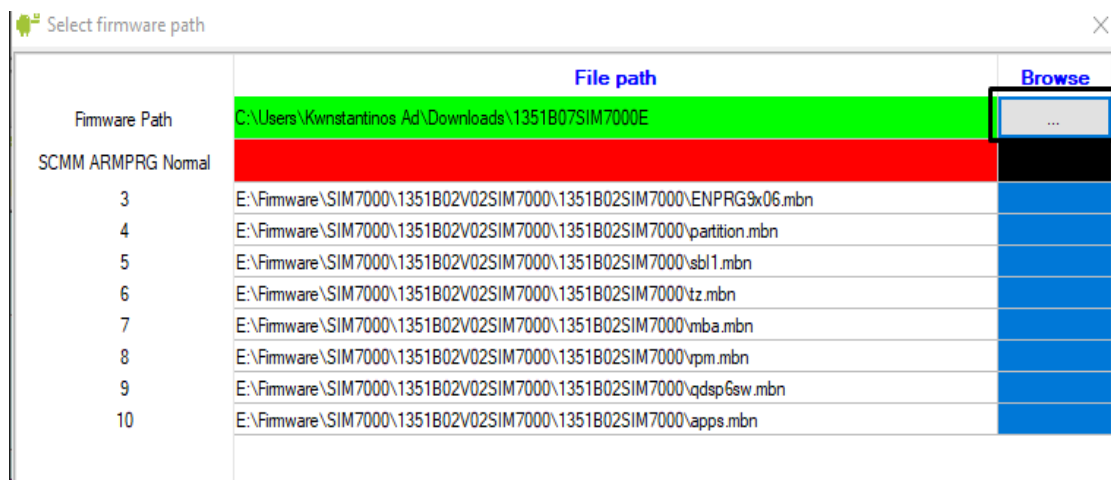 Select firmware path
File path Browse
Firmware Path C:\Users\Kwnstantinos Ad\Downloads\1351B07SIM7000E ...
SCMM ARMPRG Normal
3 E:\Firmware\SIM7000\1351B02V02SIM7000\1351B02SIM7000\ENPRG9x06.mbn
4 E:\Firmware\SIM7000\1351B02V02SIM7000\1351B02SIM7000\partition.mbn
5 E:\Firmware\SIM7000\1351B02V02SIM7000\1351B02SIM7000\sbl1.mbn
6 E:\Firmware\SIM7000\1351B02V02SIM7000\1351B02SIM7000\tz.mbn
7 E:\Firmware\SIM7000\1351B02V02SIM7000\1351B02SIM7000\mba.mbn
8 E:\Firmware\SIM7000\1351B02V02SIM7000\1351B02SIM7000\rpm.mbn
9 E:\Firmware\SIM7000\1351B02V02SIM7000\1351B02SIM7000\qdsp6sw.mbn
10 E:\Firmware\SIM7000\1351B02V02SIM7000\1351B02SIM7000\apps.mbn